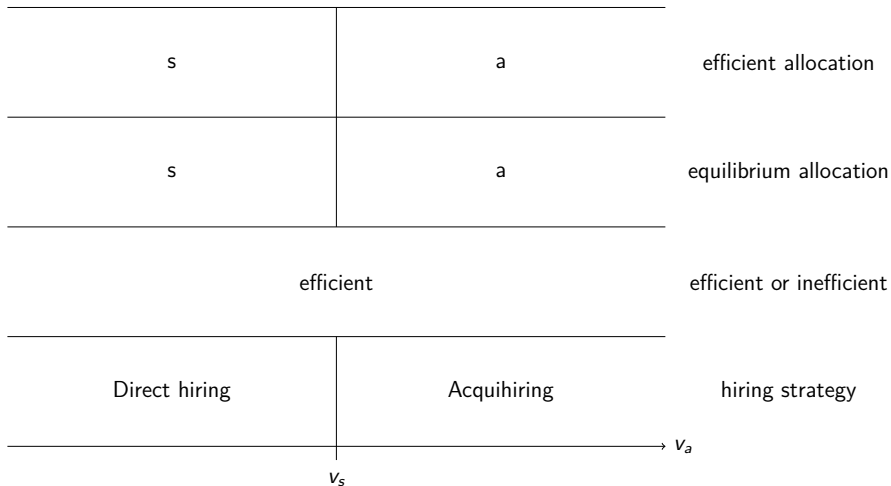 s a efficient allocation
s a equilibrium allocation
efficient efficient or inefficient
Direct hiring Acquihiring hiring strategy
v_a
v_s